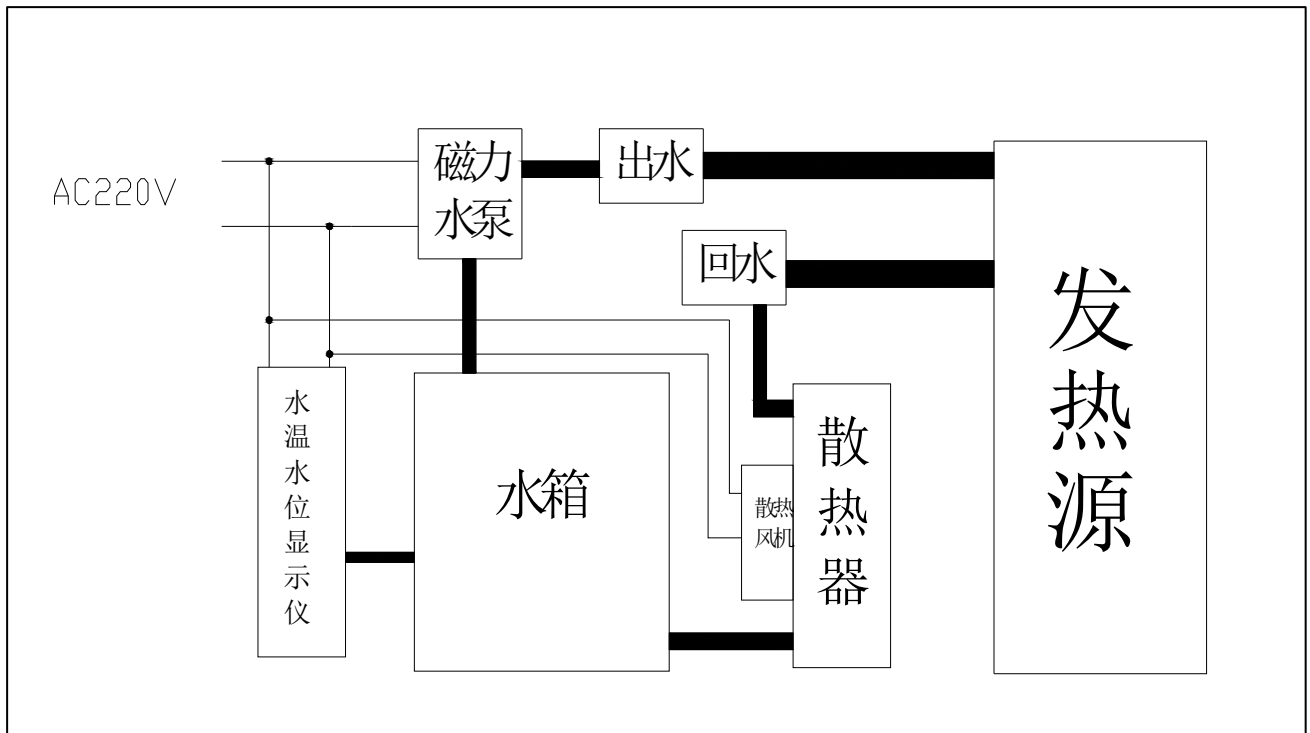 AC220V
磁力
水泵
出水
回水
发
热
源
水
温
水
位
显
示
仪
水箱
散热
风机
散
热
器